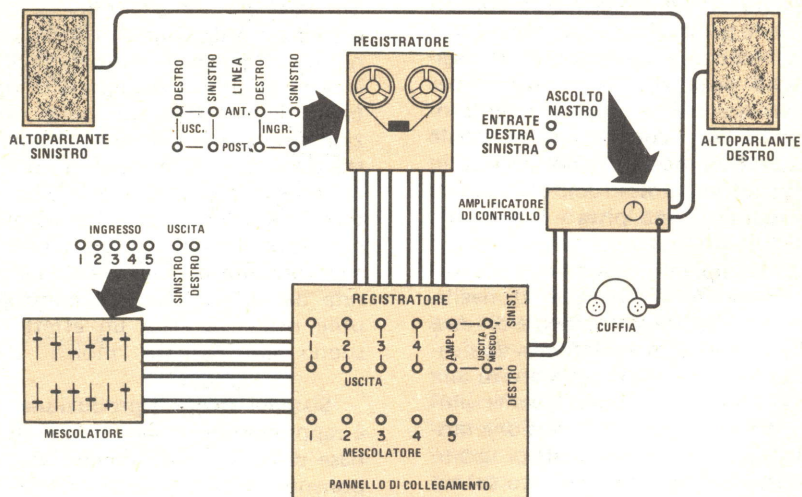 REGISTRATORE
ALTOPARLANTE
SINISTRO
DESTRO
SINISTRO
LINEA
DESTRO
SINISTRO
ANT.
USC.
INGR.
POST.
ASCOLTO
NASTRO
ENTRATE
DESTRA
SINISTRA
ALTOPARLANTE
DESTRO
AMPLIFICATORE
DI CONTROLLO
CUFFIA
INGRESSO
1 2 3 4 5
USCITA
SINISTRO
DESTRO
MESCOLATORE
REGISTRATORE
1 2 3 4
AMPL.
USCITA
MESCOL.
SINIST.
DESTRO
USCITA
1 2 3 4 5
MESCOLATORE
PANNELLO DI COLLEGAMENTO